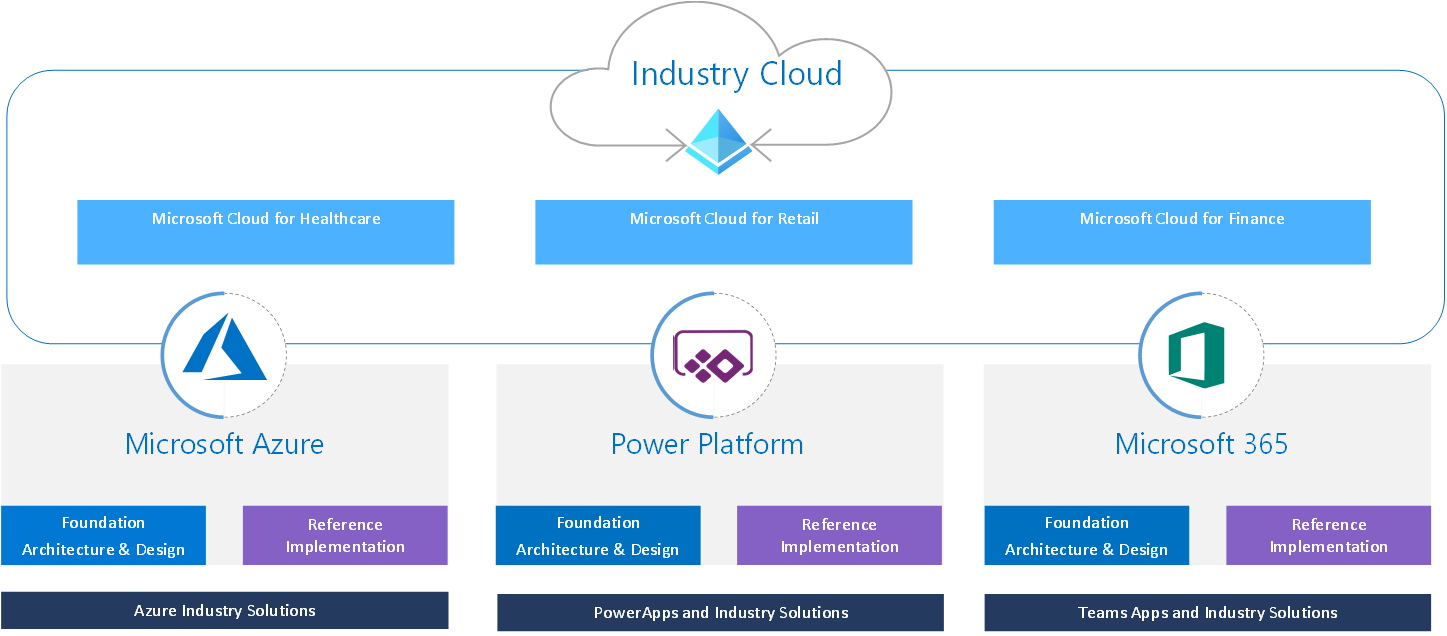 Industry Cloud
Microsoft Cloud for Healthcare
Microsoft Cloud for Retail
Microsoft Cloud for Finance
Microsoft Azure
Power Platform
Microsoft 365
Foundation
Architecture & Design
Reference
Implementation
Foundation
Architecture & Design
Reference
Implementation
Foundation
Architecture & Design
Reference
Implementation
Azure Industry Solutions
PowerApps and Industry Solutions
Teams Apps and Industry Solutions